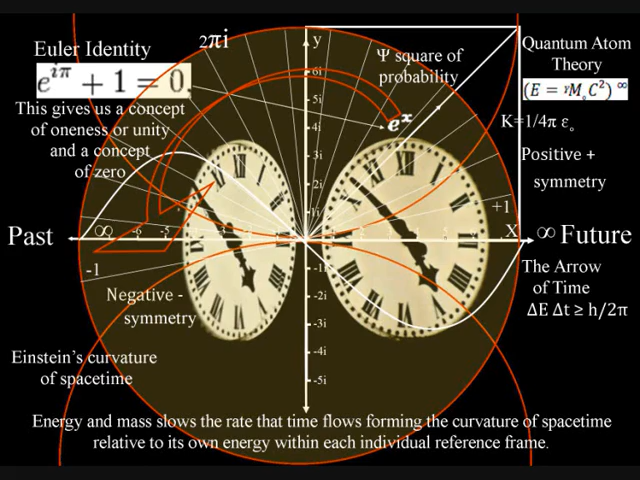 Euler Identity
e^{iπ} + 1 = 0.
This gives us a concept
of oneness or unity
and a concept
of zero
2πi
y
Ψ square of
probability
e^x
Quantum Atom
Theory
(E = ᵞM₀C²)^∞
K=1/4π ε₀
Positive +
symmetry
6i
5i
4i
3i
2i
1i
+1
Past
∞
-6
-5
X
∞ Future
-1
-1i
-2i
-3i
-4i
-5i
Negative -
symmetry
The Arrow
of Time
ΔE Δt ≥ h/2π
Einstein's curvature
of spacetime
Energy and mass slows the rate that time flows forming the curvature of spacetime
relative to its own energy within each individual reference frame.